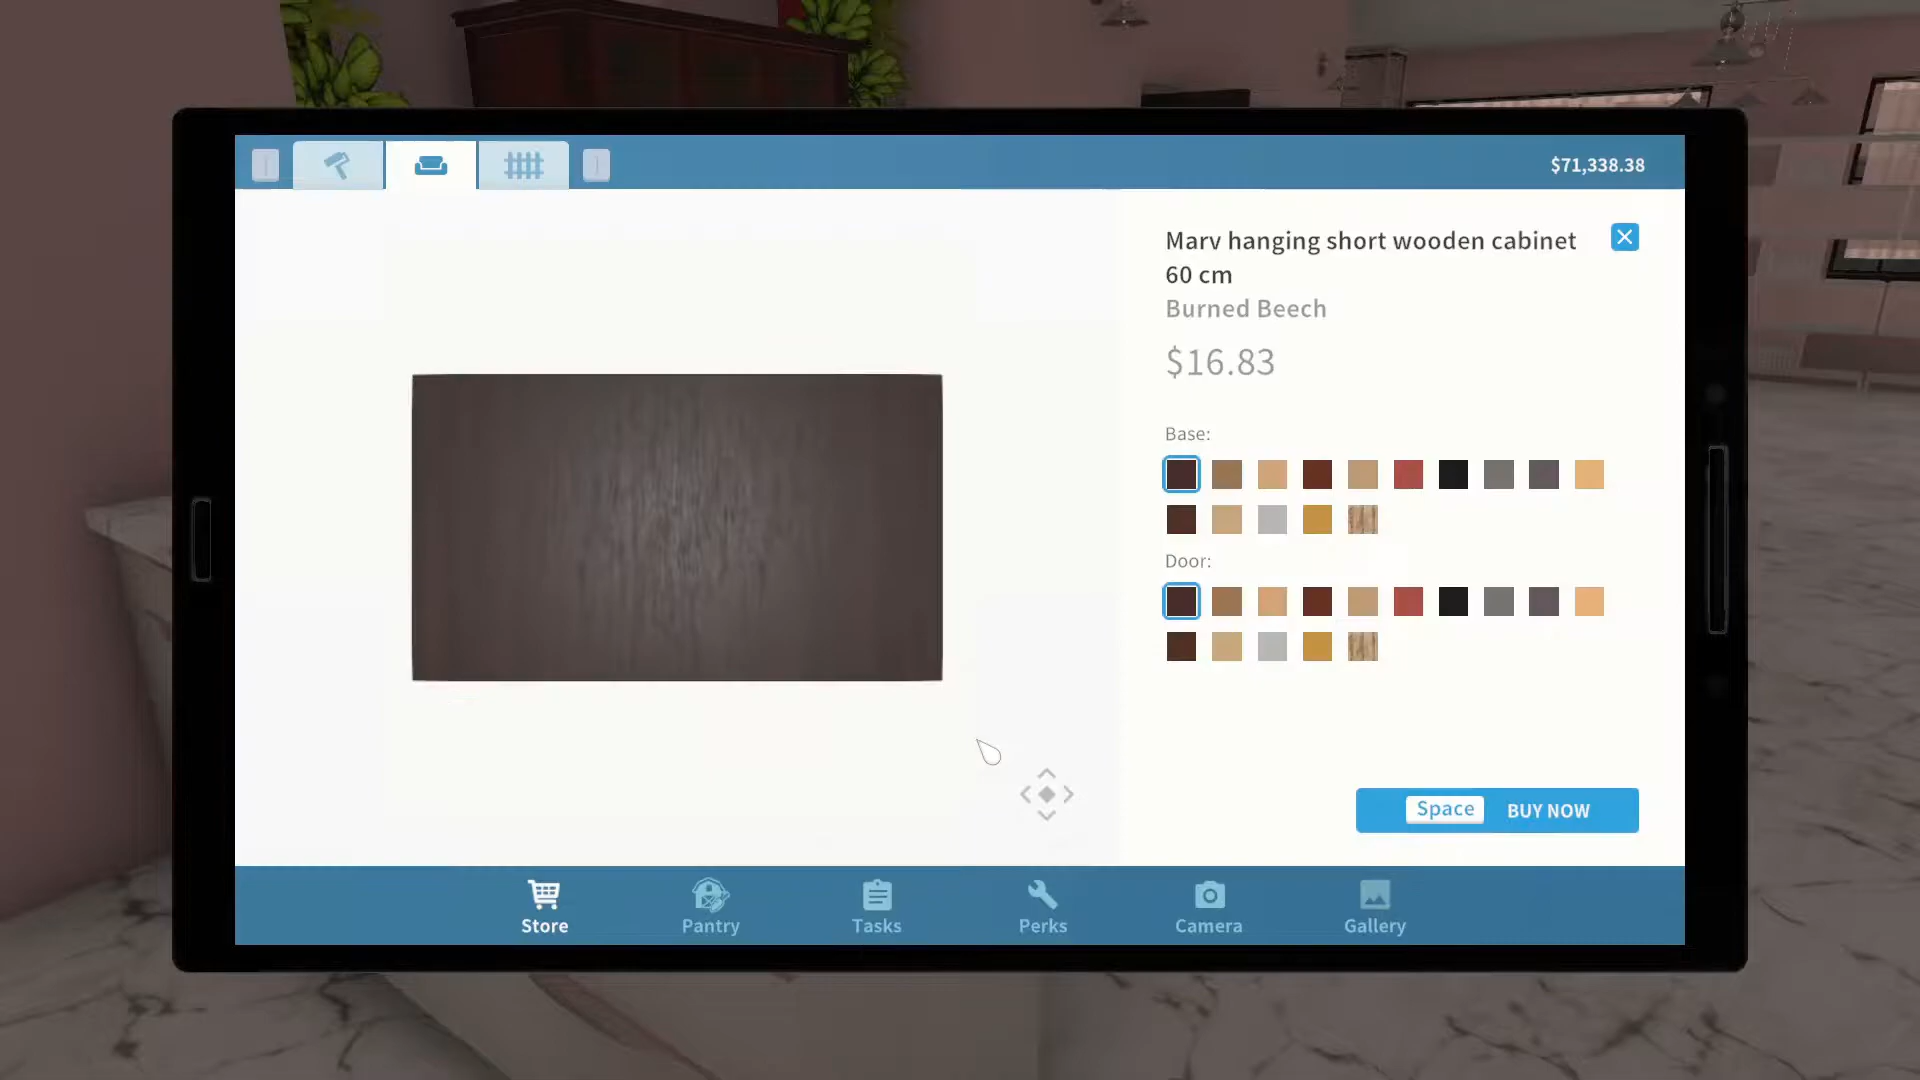 $71,338.38
Marv hanging short wooden cabinet
60 cm
Burned Beech
$16.83
Base:
Door:
Space BUY NOW
Store Pantry Tasks Perks Camera Gallery